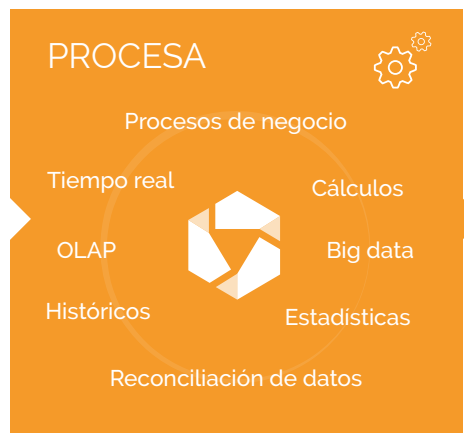 PROCESA
Procesos de negocio
Tiempo real
Cálculos
OLAP
Big data
Históricos
Estadísticas
Reconciliación de datos